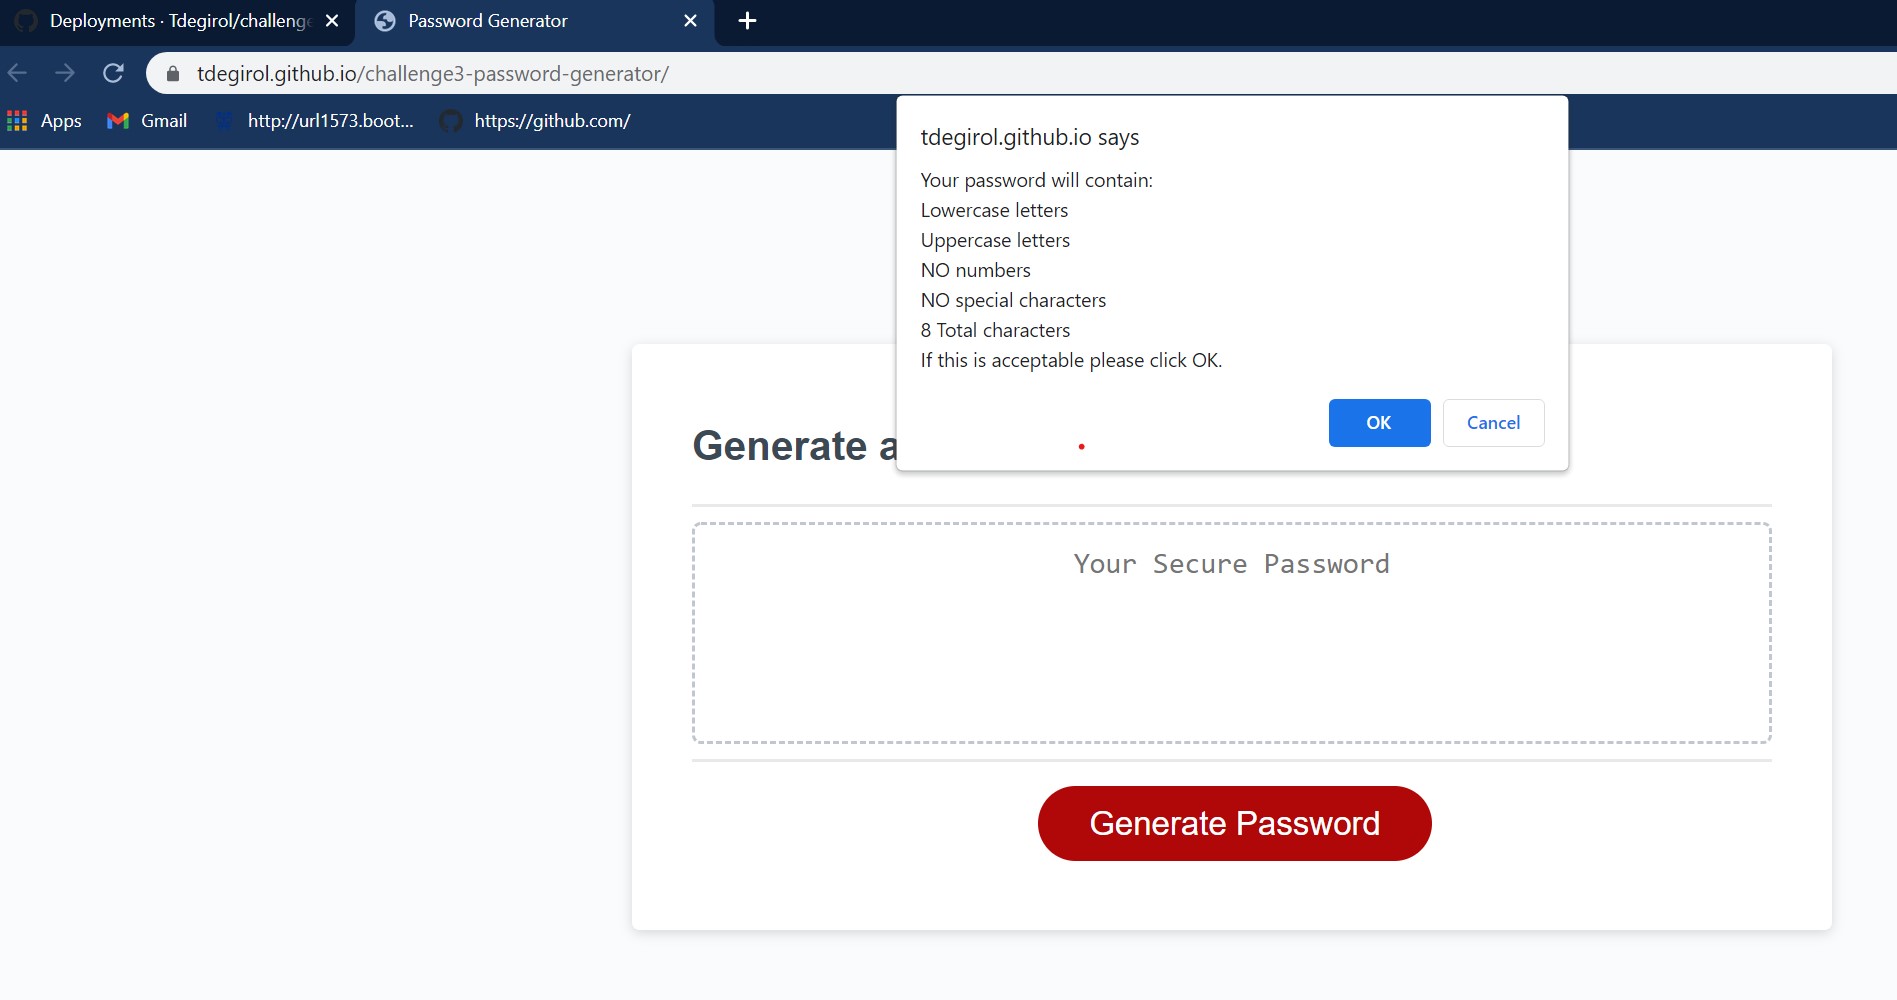 Deployments · Tdegirol/challenge
Password Generator
tdegirol.github.io/challenge3-password-generator/
Apps
Gmail
http://url1573.boot...
https://github.com/
tdegirol.github.io says
Your password will contain:
Lowercase letters
Uppercase letters
NO numbers
NO special characters
8 Total characters
If this is acceptable please click OK.
OK
Cancel
Generate a
Your Secure Password
Generate Password